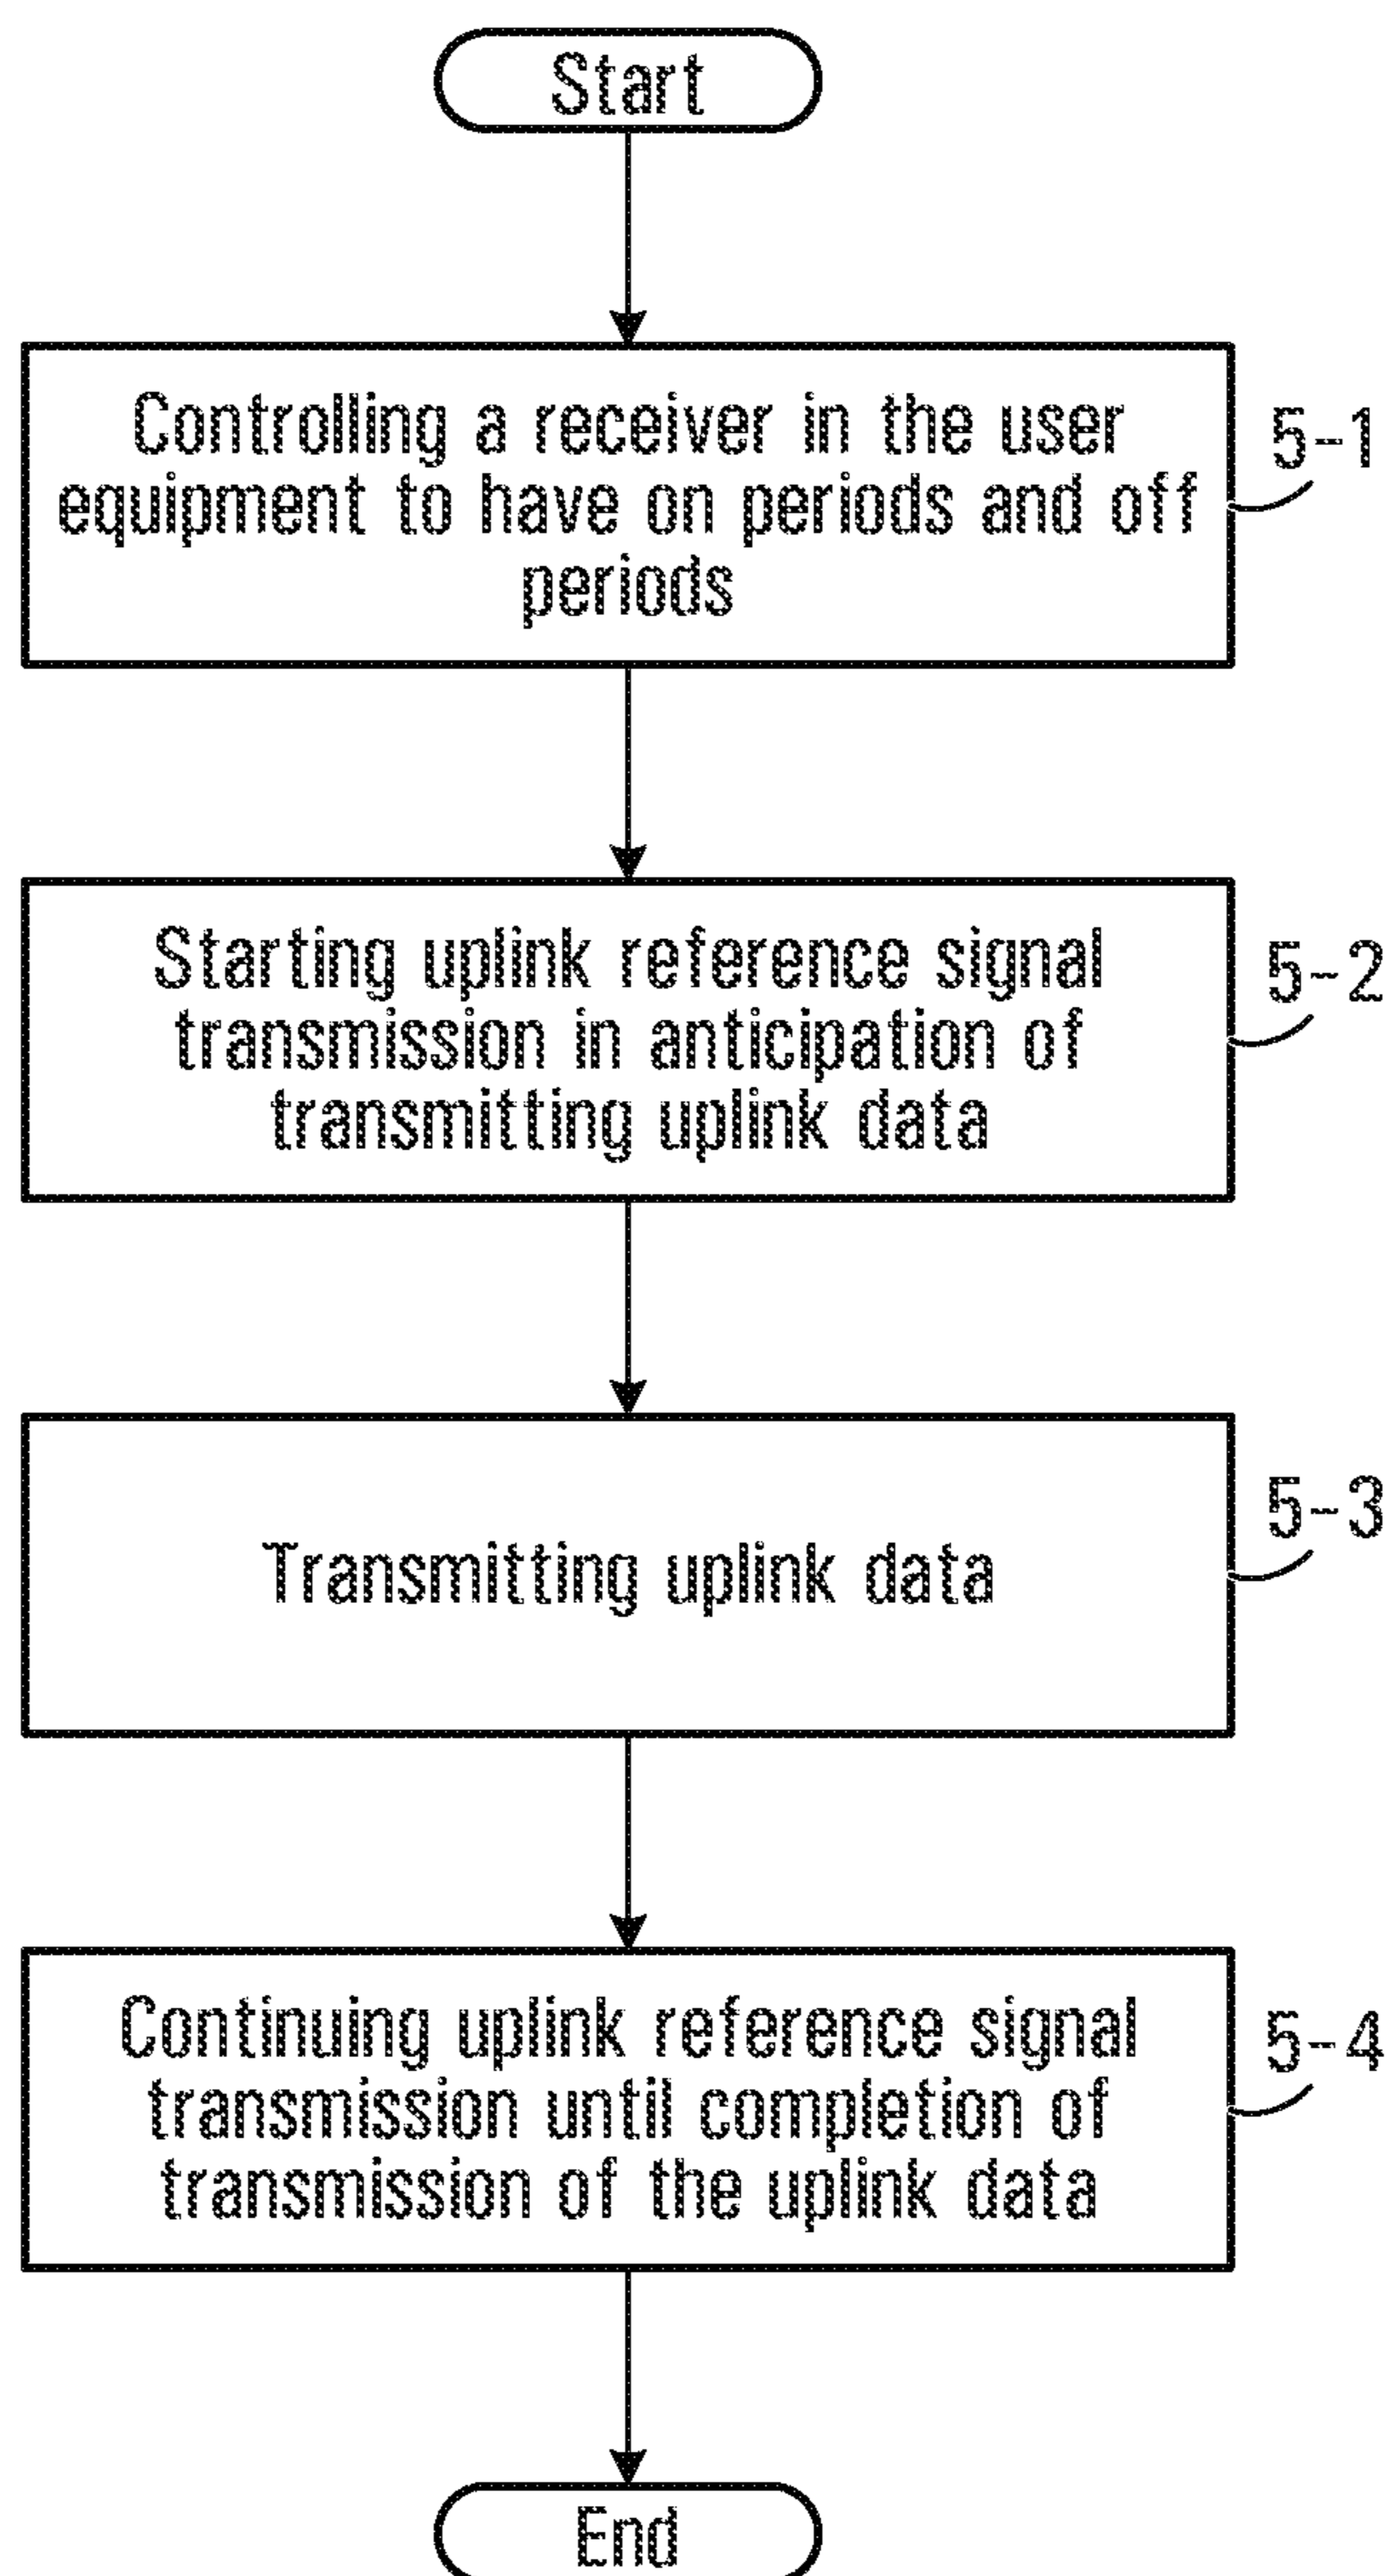 Start
Controlling a receiver in the user
equipment to have on periods and off
periods
5-1
Starting uplink reference signal
transmission in anticipation of
transmitting uplink data
5-2
Transmitting uplink data
5-3
Continuing uplink reference signal
transmission until completion of
transmission of the uplink data
5-4
End